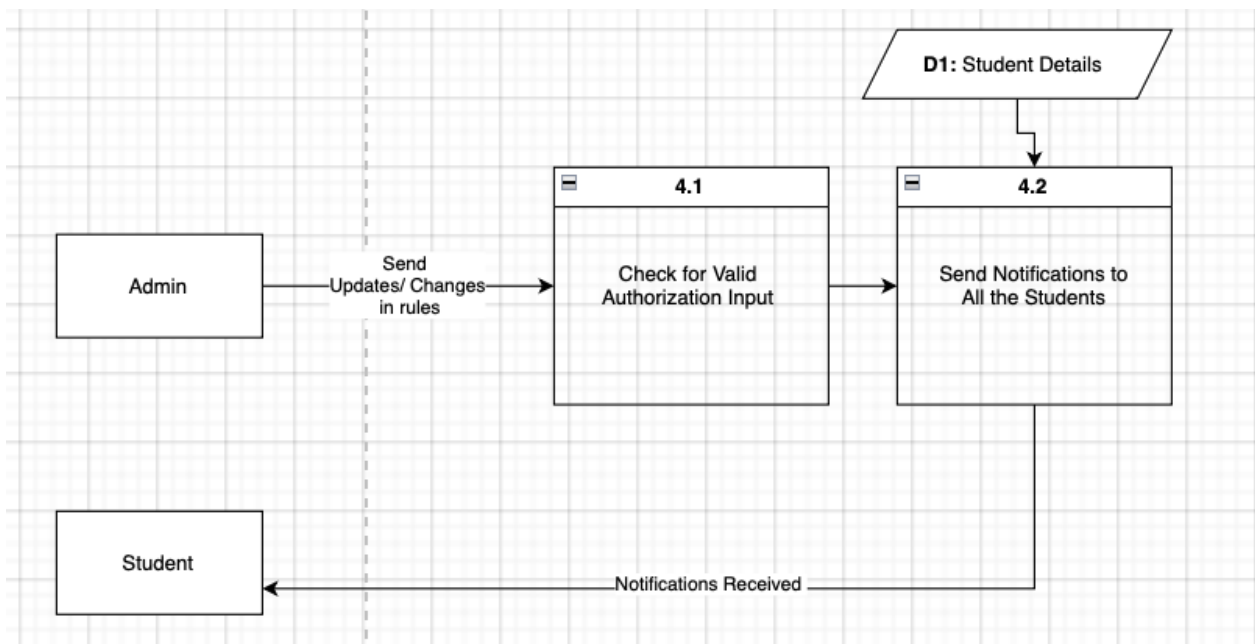 D1: Student Details
4.1
4.2
Admin
Send
Updates/ Changes
in rules
Check for Valid
Authorization Input
Send Notifications to
All the Students
Student
Notifications Received